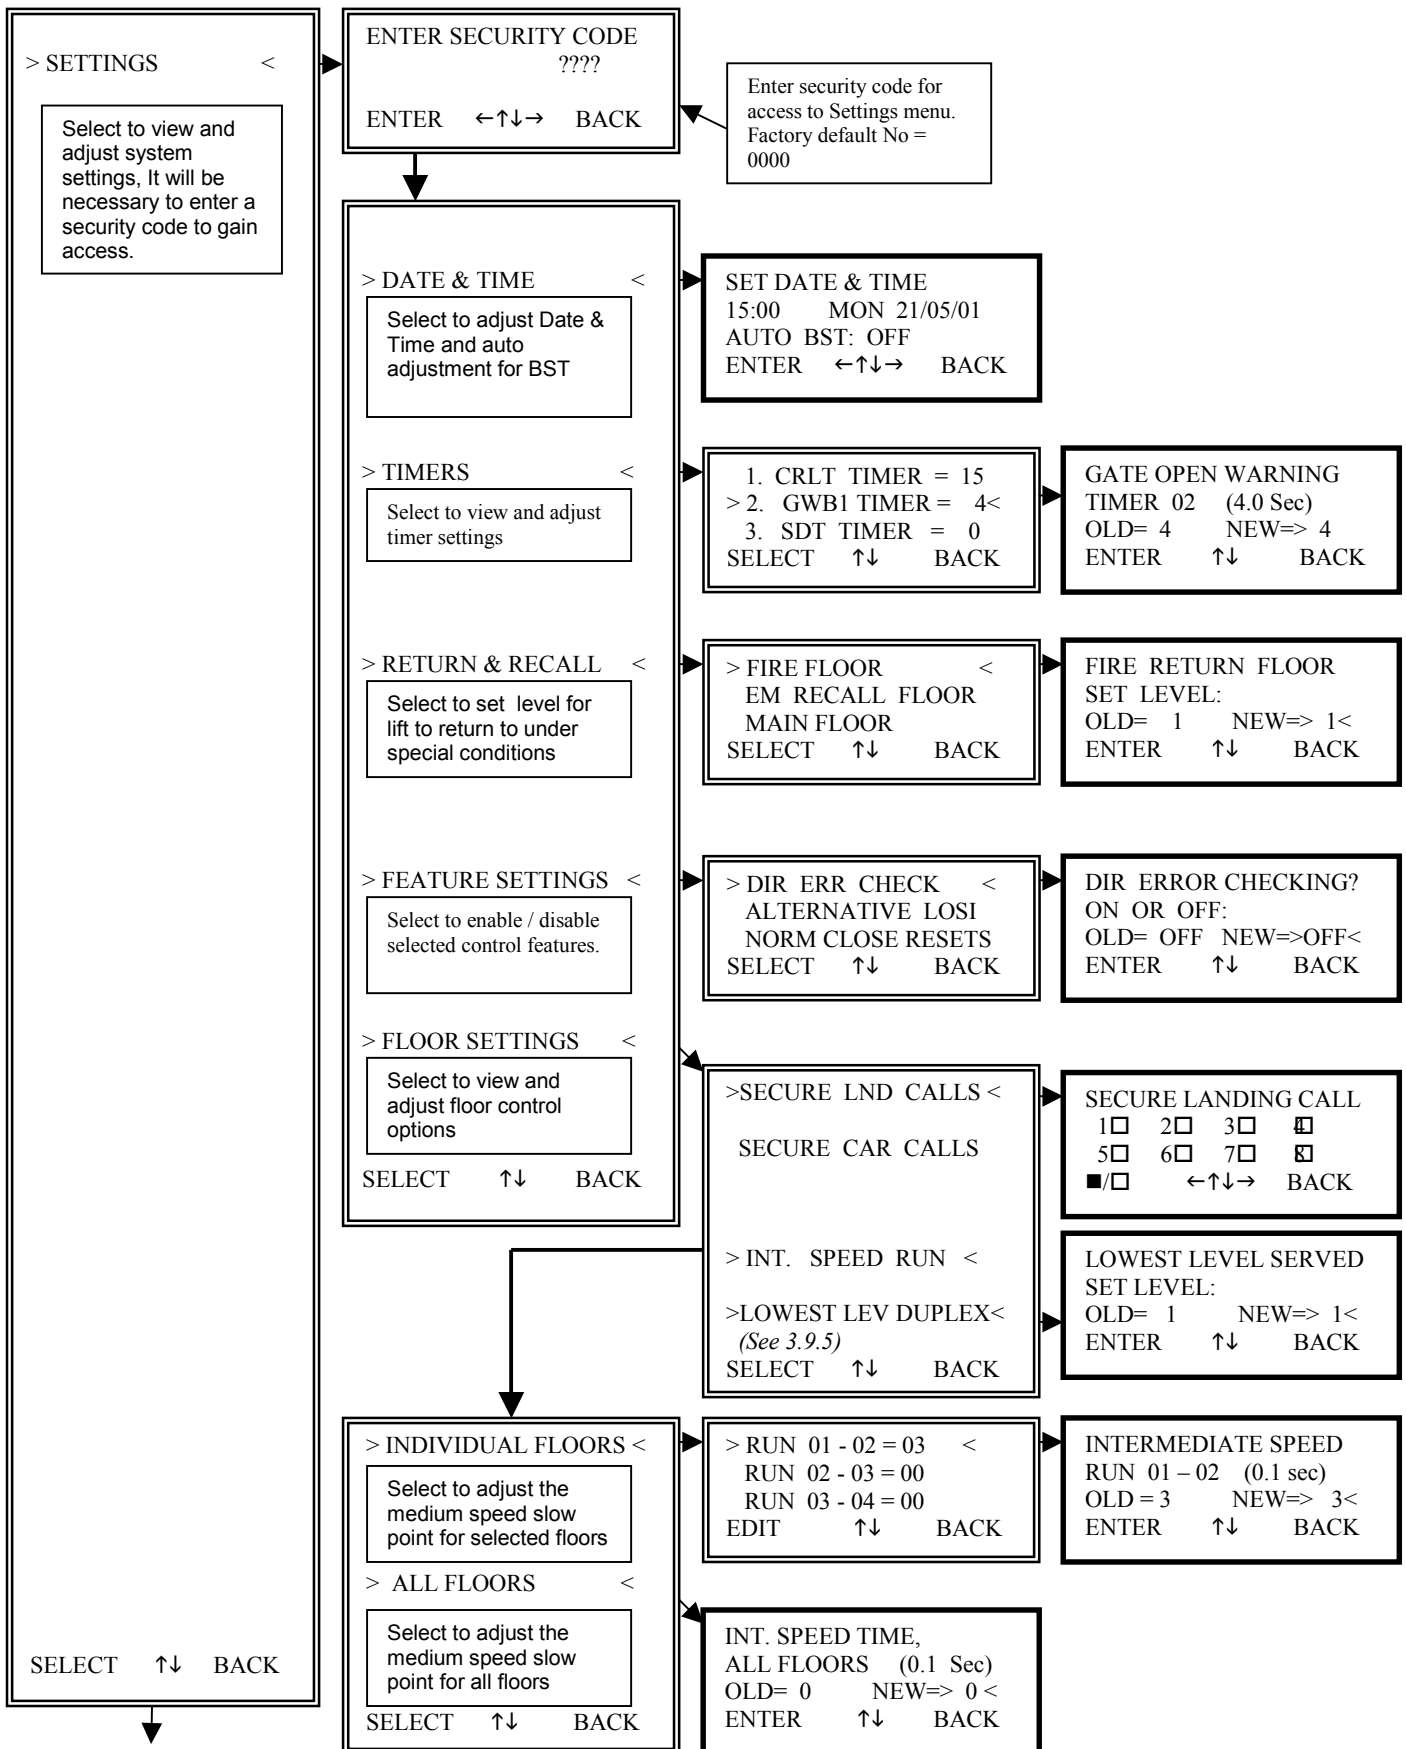 > SETTINGS <
Select to view and
adjust system
settings, It will be
necessary to enter a
security code to gain
access.
SELECT ↑↓ BACK
ENTER SECURITY CODE
????
ENTER ←↑↓→ BACK
Enter security code for
access to Settings menu.
Factory default No =
0000
> DATE & TIME <
Select to adjust Date &
Time and auto
adjustment for BST
SET DATE & TIME
15:00 MON 21/05/01
AUTO BST: OFF
ENTER ←↑↓→ BACK
> TIMERS <
Select to view and adjust
timer settings
1. CRLT TIMER = 15
> 2. GWB1 TIMER = 4<
3. SDT TIMER = 0
SELECT ↑↓ BACK
GATE OPEN WARNING
TIMER 02 (4.0 Sec)
OLD= 4 NEW=> 4
ENTER ↑↓ BACK
> RETURN & RECALL <
Select to set level for
lift to return to under
special conditions
> FIRE FLOOR <
EM RECALL FLOOR
MAIN FLOOR
SELECT ↑↓ BACK
FIRE RETURN FLOOR
SET LEVEL:
OLD= 1 NEW=> 1<
ENTER ↑↓ BACK
> FEATURE SETTINGS <
Select to enable / disable
selected control features.
> DIR ERR CHECK <
ALTERNATIVE LOSI
NORM CLOSE RESETS
SELECT ↑↓ BACK
DIR ERROR CHECKING?
ON OR OFF:
OLD= OFF NEW=>OFF<
ENTER ↑↓ BACK
> FLOOR SETTINGS <
Select to view and
adjust floor control
options
SELECT ↑↓ BACK
>SECURE LND CALLS <
SECURE CAR CALLS
> INT. SPEED RUN <
>LOWEST LEV DUPLEX<
(See 3.9.5)
SELECT ↑↓ BACK
SECURE LANDING CALL
1□ 2□ 3□ 4□
5□ 6□ 7□ 8□
■/□ ←↑↓→ BACK
LOWEST LEVEL SERVED
SET LEVEL:
OLD= 1 NEW=> 1<
ENTER ↑↓ BACK
> INDIVIDUAL FLOORS <
Select to adjust the
medium speed slow
point for selected floors
> ALL FLOORS <
Select to adjust the
medium speed slow
point for all floors
SELECT ↑↓ BACK
> RUN 01 - 02 = 03 <
RUN 02 - 03 = 00
RUN 03 - 04 = 00
EDIT ↑↓ BACK
INTERMEDIATE SPEED
RUN 01 – 02 (0.1 sec)
OLD = 3 NEW=> 3<
ENTER ↑↓ BACK
INT. SPEED TIME,
ALL FLOORS (0.1 Sec)
OLD= 0 NEW=> 0 <
ENTER ↑↓ BACK